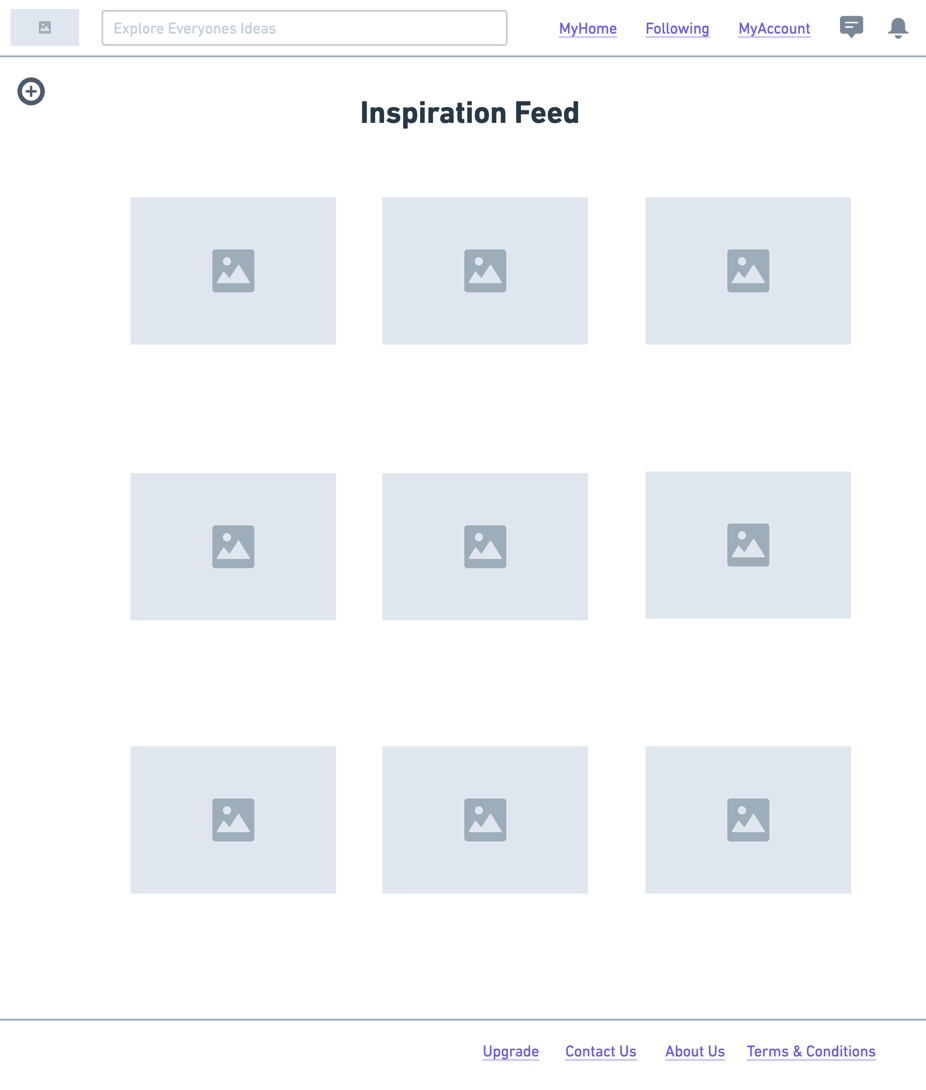 Explore Everyones Ideas
MyHome
Following
MyAccount
Inspiration Feed
Upgrade
Contact Us
About Us
Terms & Conditions